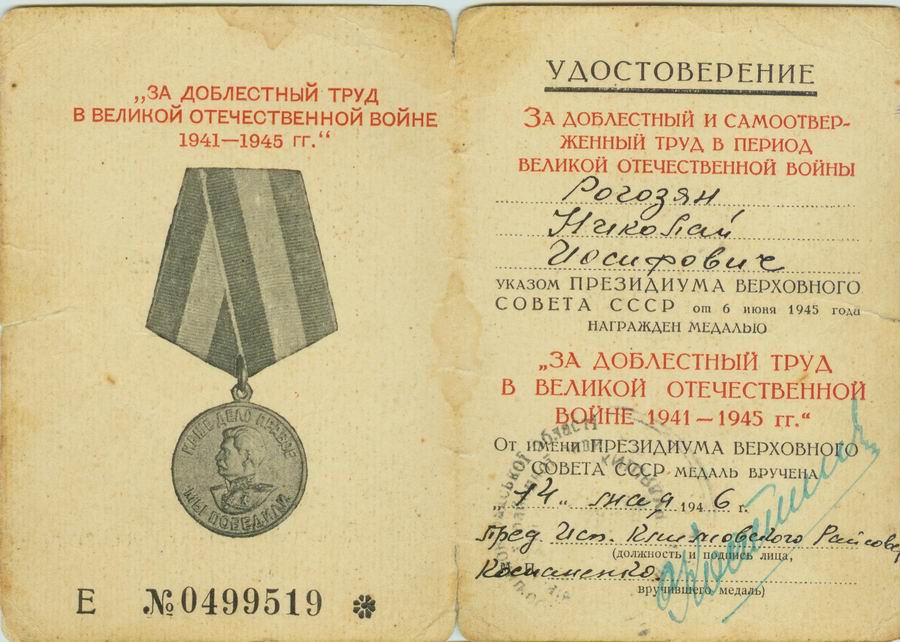 „ЗА ДОБЛЕСТНЫЙ ТРУД
В ВЕЛИКОЙ ОТЕЧЕСТВЕННОЙ ВОЙНЕ
1941—1945 гг.“
НАШЕ ДЕЛО ПРАВОЕ
МЫ ПОБЕДИЛИ
Е №0499519
УДОСТОВЕРЕНИЕ
ЗА ДОБЛЕСТНЫЙ И САМООТВЕР-
ЖЕННЫЙ ТРУД В ПЕРИОД
ВЕЛИКОЙ ОТЕЧЕСТВЕННОЙ ВОЙНЫ
Рогозян
Николай
Иосифович
УКАЗОМ ПРЕЗИДИУМА ВЕРХОВНОГО
СОВЕТА СССР от 6 июня 1945 года
НАГРАЖДЕН МЕДАЛЬЮ
„ЗА ДОБЛЕСТНЫЙ ТРУД
В ВЕЛИКОЙ ОТЕЧЕСТВЕННОЙ
ВОЙНЕ 1941—1945 гг.“
От имени ПРЕЗИДИУМА ВЕРХОВНОГО
СОВЕТА СССР МЕДАЛЬ ВРУЧЕНА
„14“ мая 1946 г.
Пред. Исп. Райсовет
(должность и подпись лица,
М. П.
вручившего медаль)